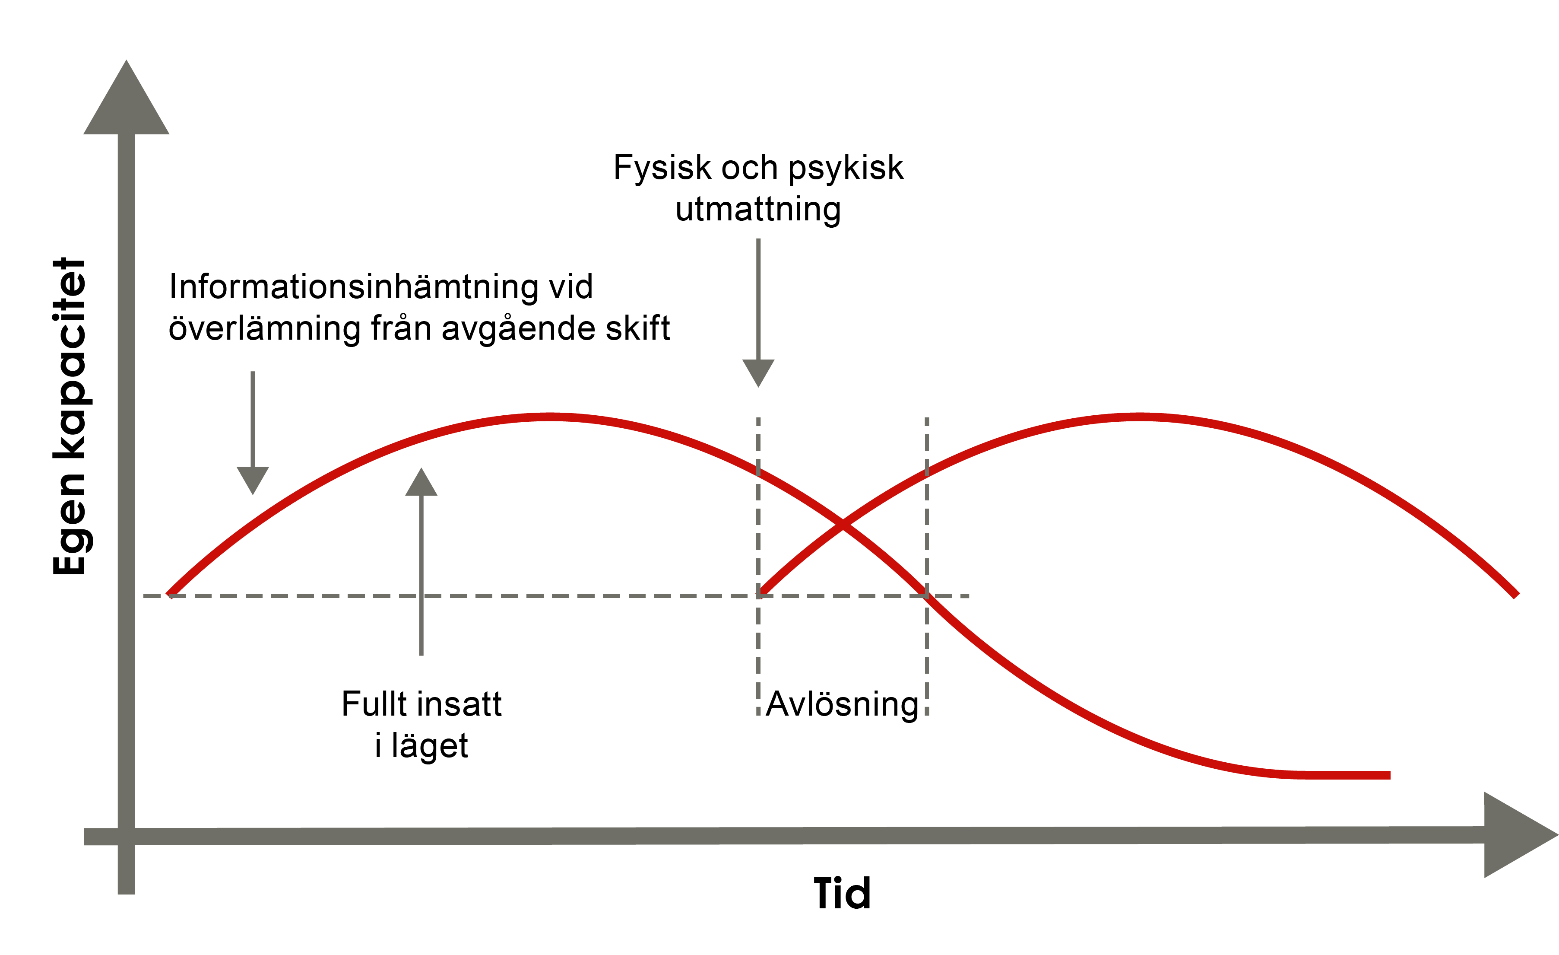 Fysisk och psykisk
utmattning
Informationsinhämtning vid
överlämning från avgående skift
Egen kapacitet
Fullt insatt
i läget
Avlösning
Tid